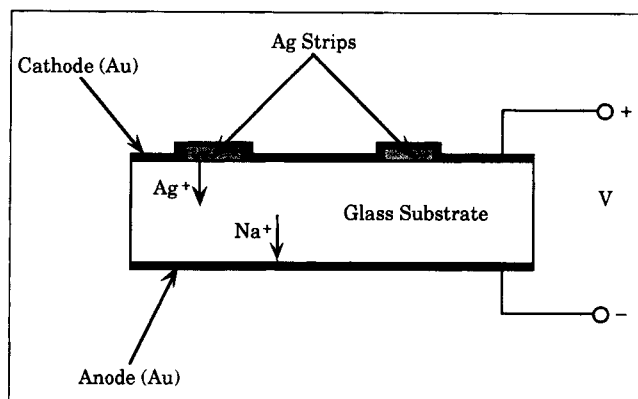 Ag Strips
Cathode (Au)
+
Ag+
Glass Substrate
V
Na+
−
Anode (Au)